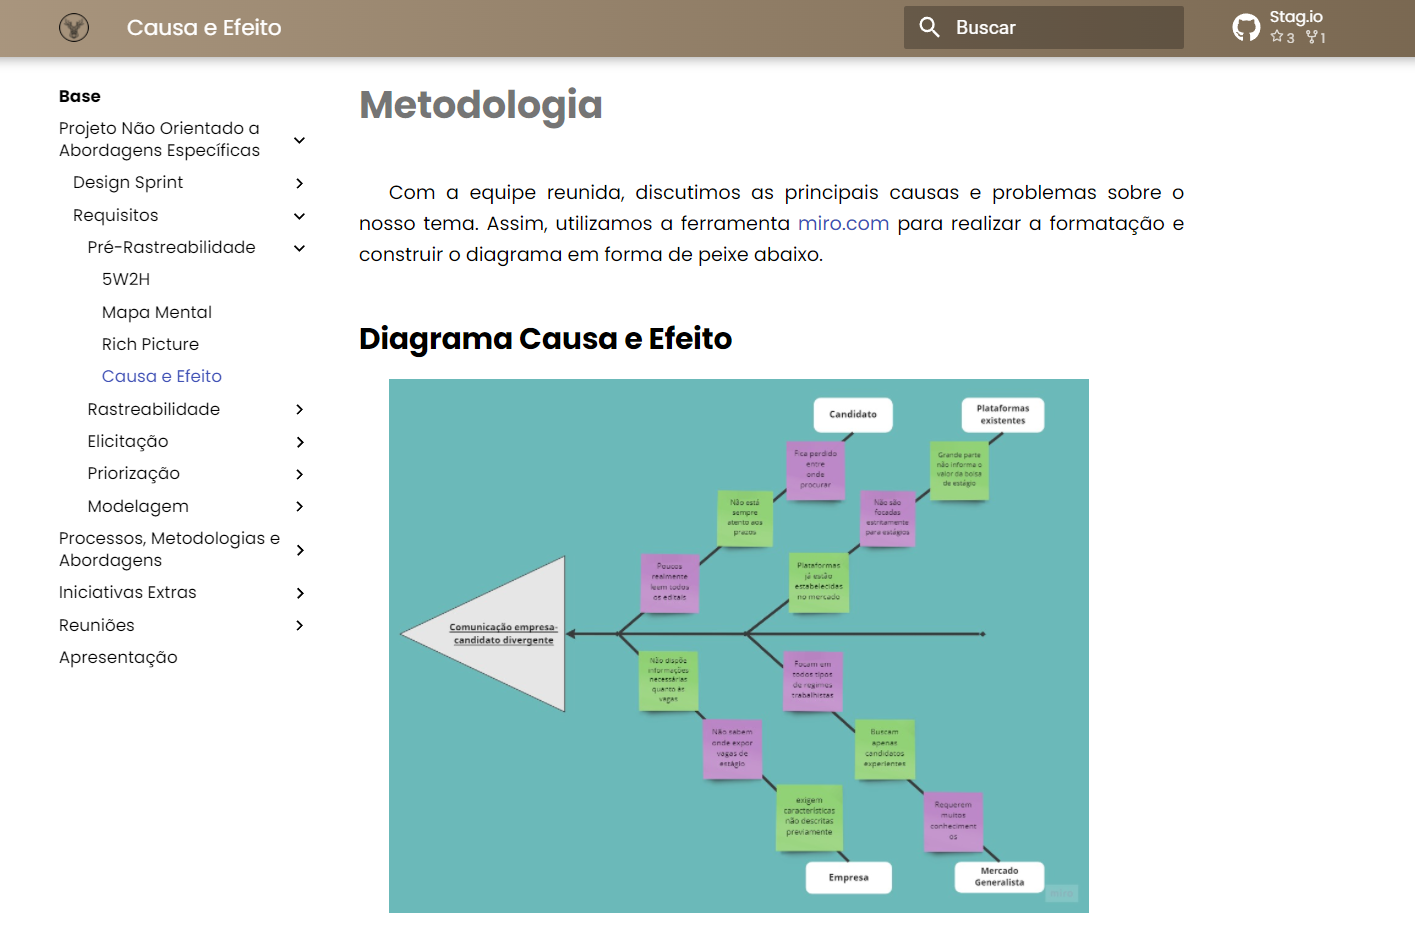 Causa e Efeito
Buscar
Stag.io
3 1
Base
Projeto Não Orientado a
Abordagens Específicas
Design Sprint
Requisitos
Pré-Rastreabilidade
5W2H
Mapa Mental
Rich Picture
Causa e Efeito
Rastreabilidade
Elicitação
Priorização
Modelagem
Processos, Metodologias e
Abordagens
Iniciativas Extras
Reuniões
Apresentação
Metodologia
Com a equipe reunida, discutimos as principais causas e problemas sobre o
nosso tema. Assim, utilizamos a ferramenta miro.com para realizar a formatação e
construir o diagrama em forma de peixe abaixo.
Diagrama Causa e Efeito
Candidato
Plataformas
existentes
Fica perdido
entre
onde
procurar
Grande parte
não informa o
valor da bolsa
de estágio
Não está
sempre
atento aos
prazos
Não são
focadas
estritamente
para estágios
Poucos
realmente
leem todos
os editais
Plataformas
já estão
estabelecidas
no mercado
Comunicação empresa-
candidato divergente
Não dispõe
informações
necessárias
quanto às
vagas
Focam em
todos tipos
de regimes
trabalhistas
Não sabem
onde expor
vagas de
estágio
Buscam
apenas
candidatos
experientes
exigem
características
não descritas
previamente
Requerem
muitos
conheciment
os
Empresa
Mercado
Generalista
miro